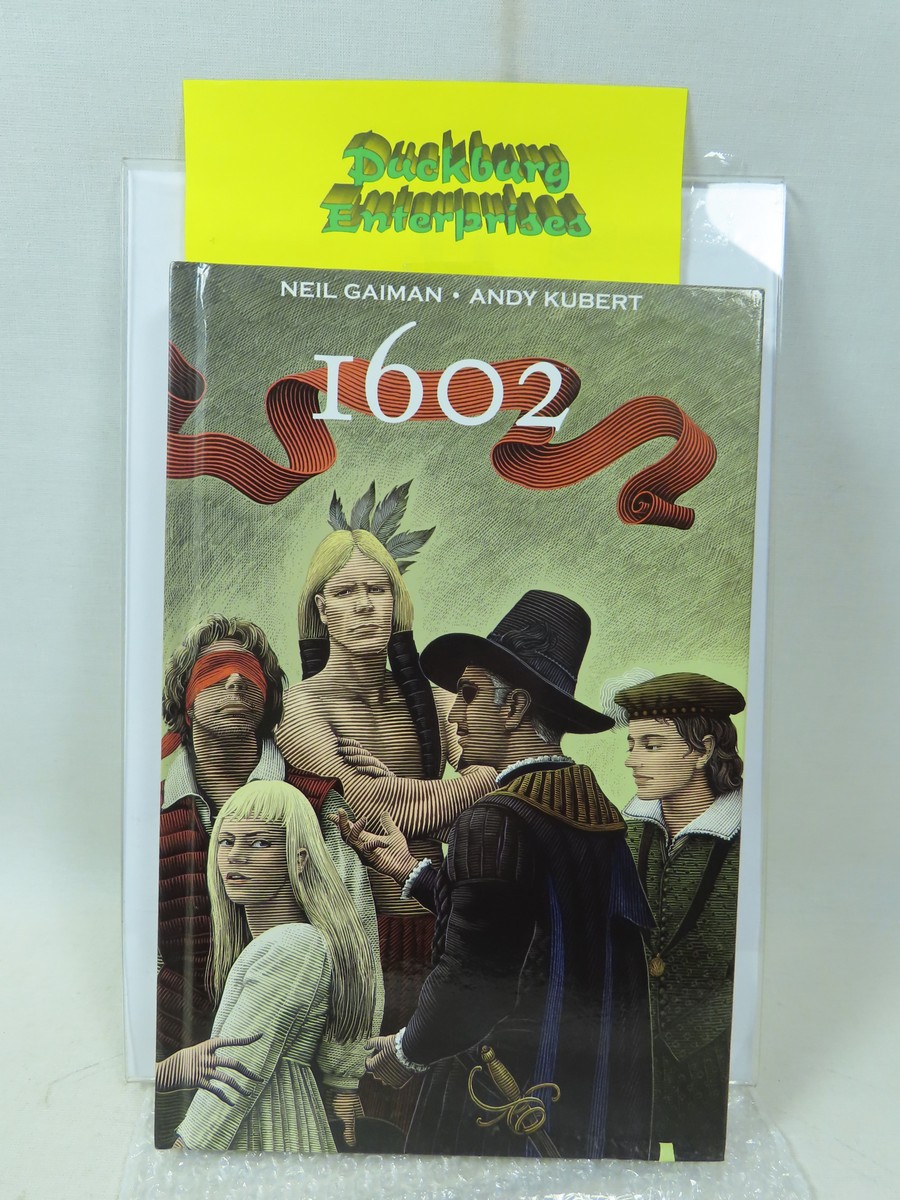 Duckburg
Enterprises
NEIL GAIMAN • ANDY KUBERT
1602